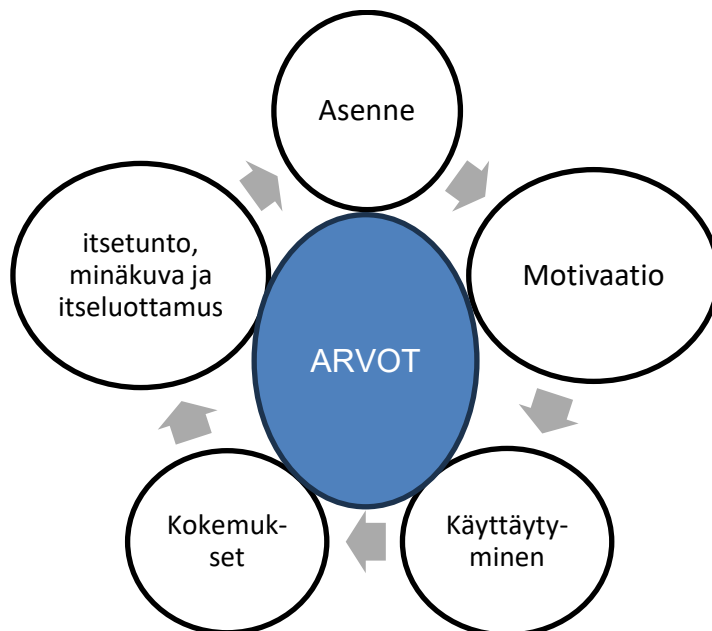 Asenne
Motivaatio
Käyttäyty-
minen
Kokemuk-
set
itsetunto,
minäkuva ja
itseluottamus
ARVOT